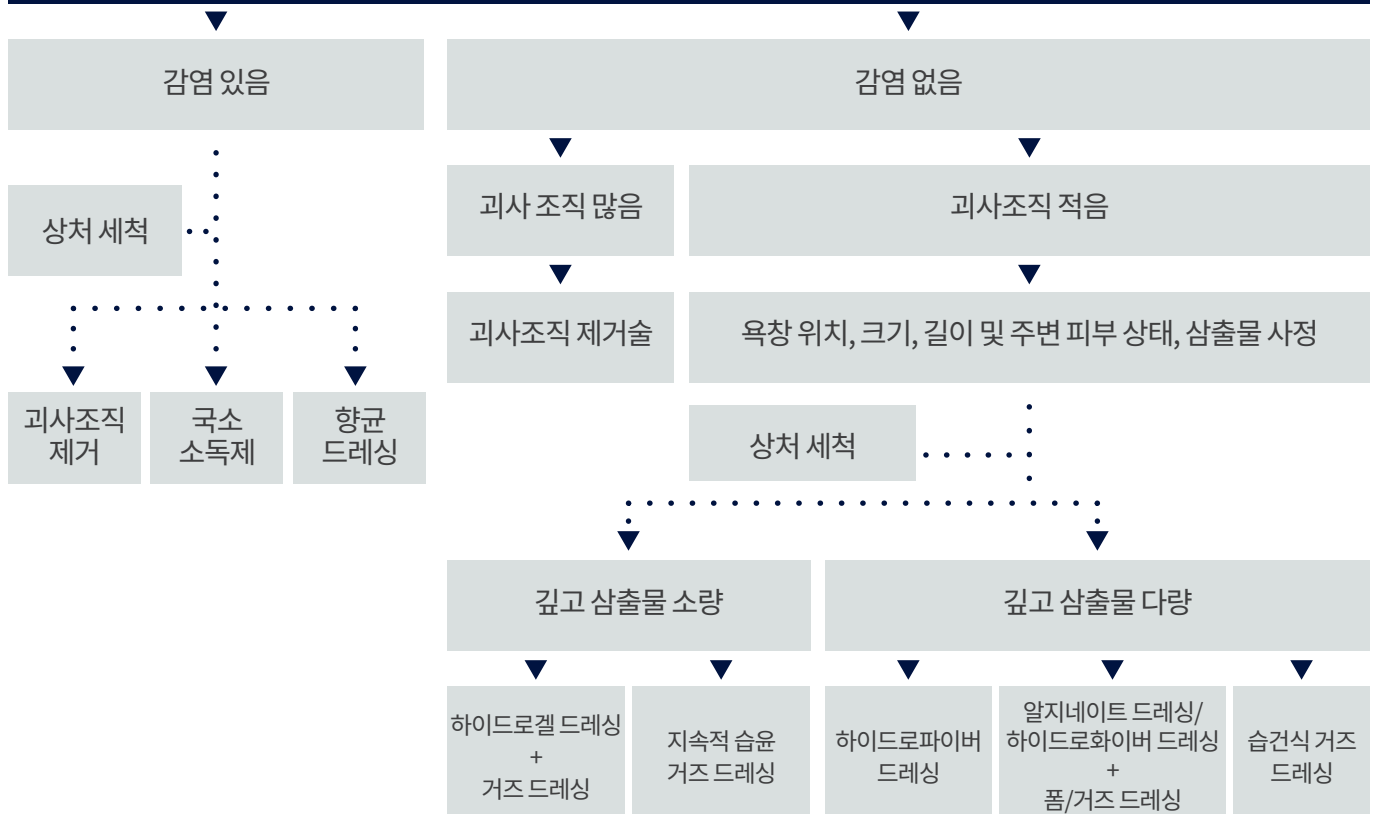 감염 있음
감염 없음
상처 세척
괴사 조직 많음
괴사조직 적음
괴사조직 제거술
욕창 위치, 크기, 길이 및 주변 피부 상태, 삼출물 사정
괴사조직
제거
국소
소독제
향균
드레싱
상처 세척
깊고 삼출물 소량
깊고 삼출물 다량
하이드로겔 드레싱
+
거즈 드레싱
지속적 습윤
거즈 드레싱
하이드로파이버
드레싱
알지네이트 드레싱/
하이드로화이버 드레싱
+
폼/거즈 드레싱
습건식 거즈
드레싱